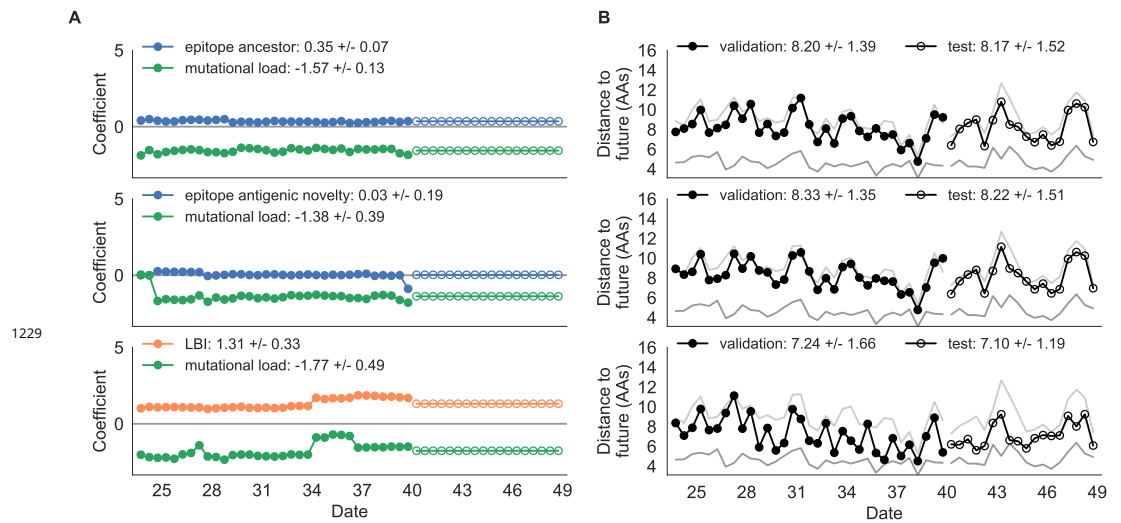 A
B
5
epitope ancestor: 0.35 +/- 0.07
mutational load: -1.57 +/- 0.13
0
Coefficient
16
validation: 8.20 +/- 1.39
test: 8.17 +/- 1.52
14
12
10
8
6
4
Distance to
future (AAs)
5
epitope antigenic novelty: 0.03 +/- 0.19
mutational load: -1.38 +/- 0.39
0
Coefficient
16
validation: 8.33 +/- 1.35
test: 8.22 +/- 1.51
14
12
10
8
6
4
Distance to
future (AAs)
1229
5
LBI: 1.31 +/- 0.33
mutational load: -1.77 +/- 0.49
0
Coefficient
25 28 31 34 37 40 43 46 49
Date
16
validation: 7.24 +/- 1.66
test: 7.10 +/- 1.19
14
12
10
8
6
4
Distance to
future (AAs)
25 28 31 34 37 40 43 46 49
Date